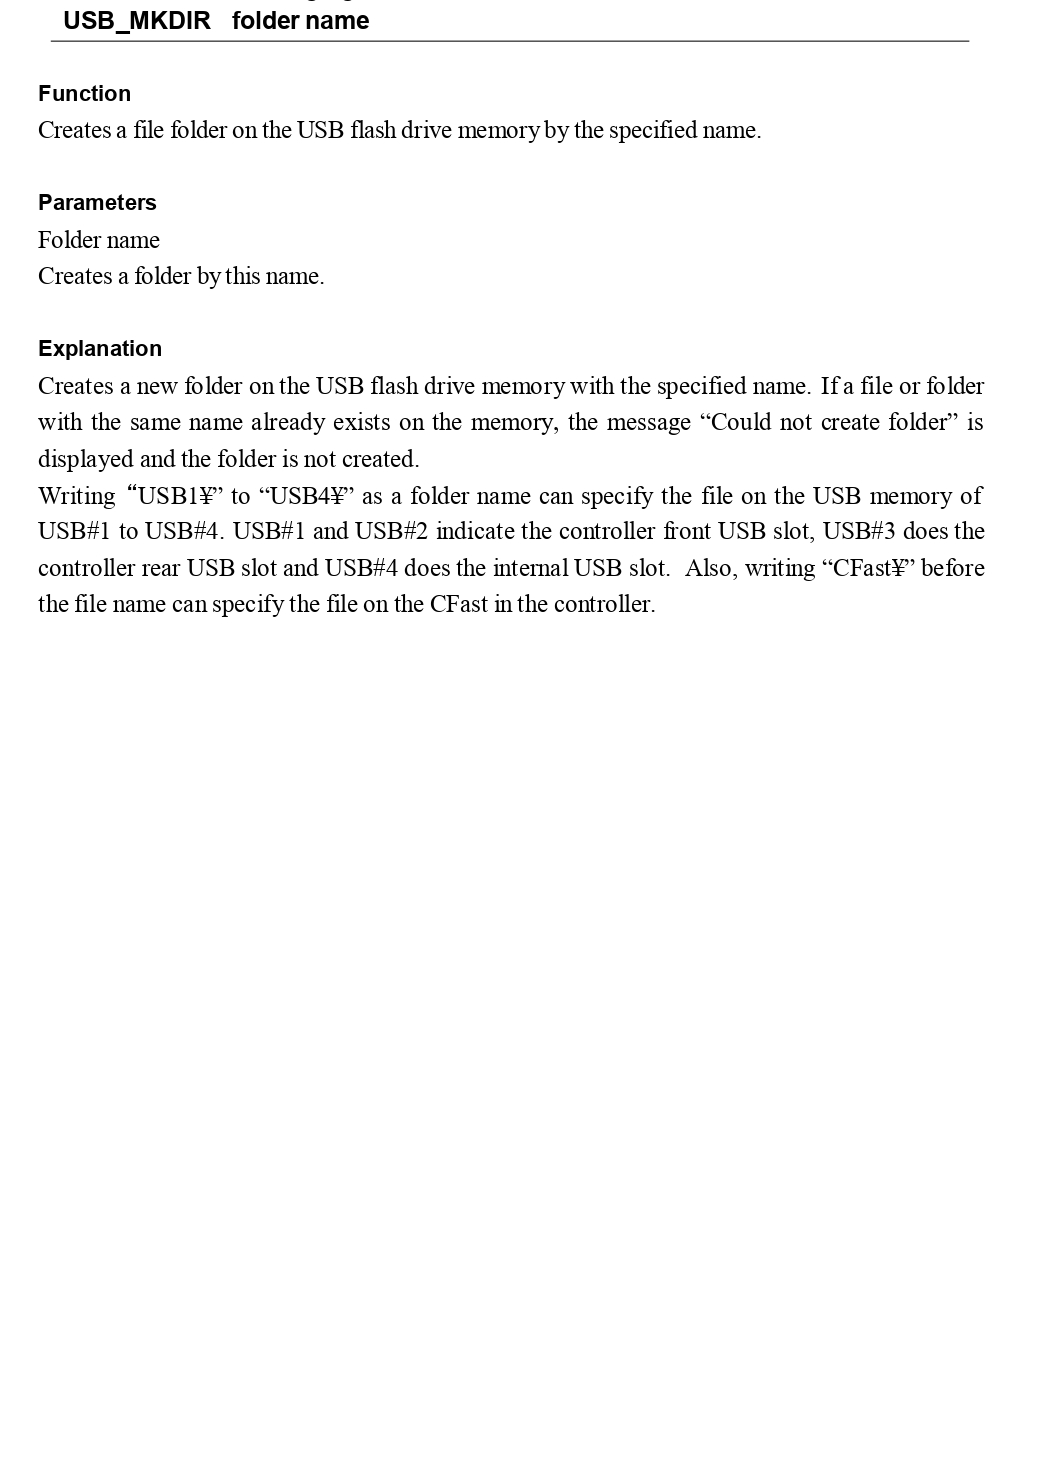 USB_MKDIR folder name
Function
Creates a file folder on the USB flash drive memory by the specified name.
Parameters
Folder name
Creates a folder by this name.
Explanation
Creates a new folder on the USB flash drive memory with the specified name. If a file or folder
with the same name already exists on the memory, the message “Could not create folder” is
displayed and the folder is not created.
Writing “USB1¥” to “USB4¥” as a folder name can specify the file on the USB memory of
USB#1 to USB#4. USB#1 and USB#2 indicate the controller front USB slot, USB#3 does the
controller rear USB slot and USB#4 does the internal USB slot. Also, writing “CFast¥” before
the file name can specify the file on the CFast in the controller.